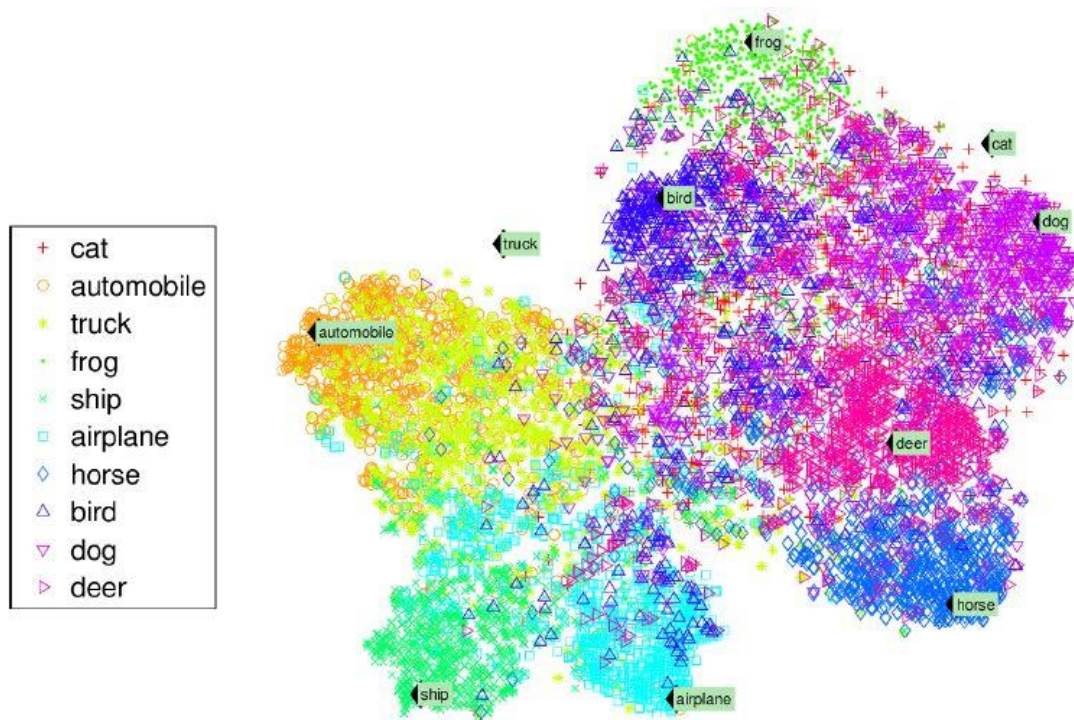 cat
automobile
truck
frog
ship
airplane
horse
bird
dog
deer
frog
cat
bird
dog
truck
automobile
deer
horse
ship
airplane